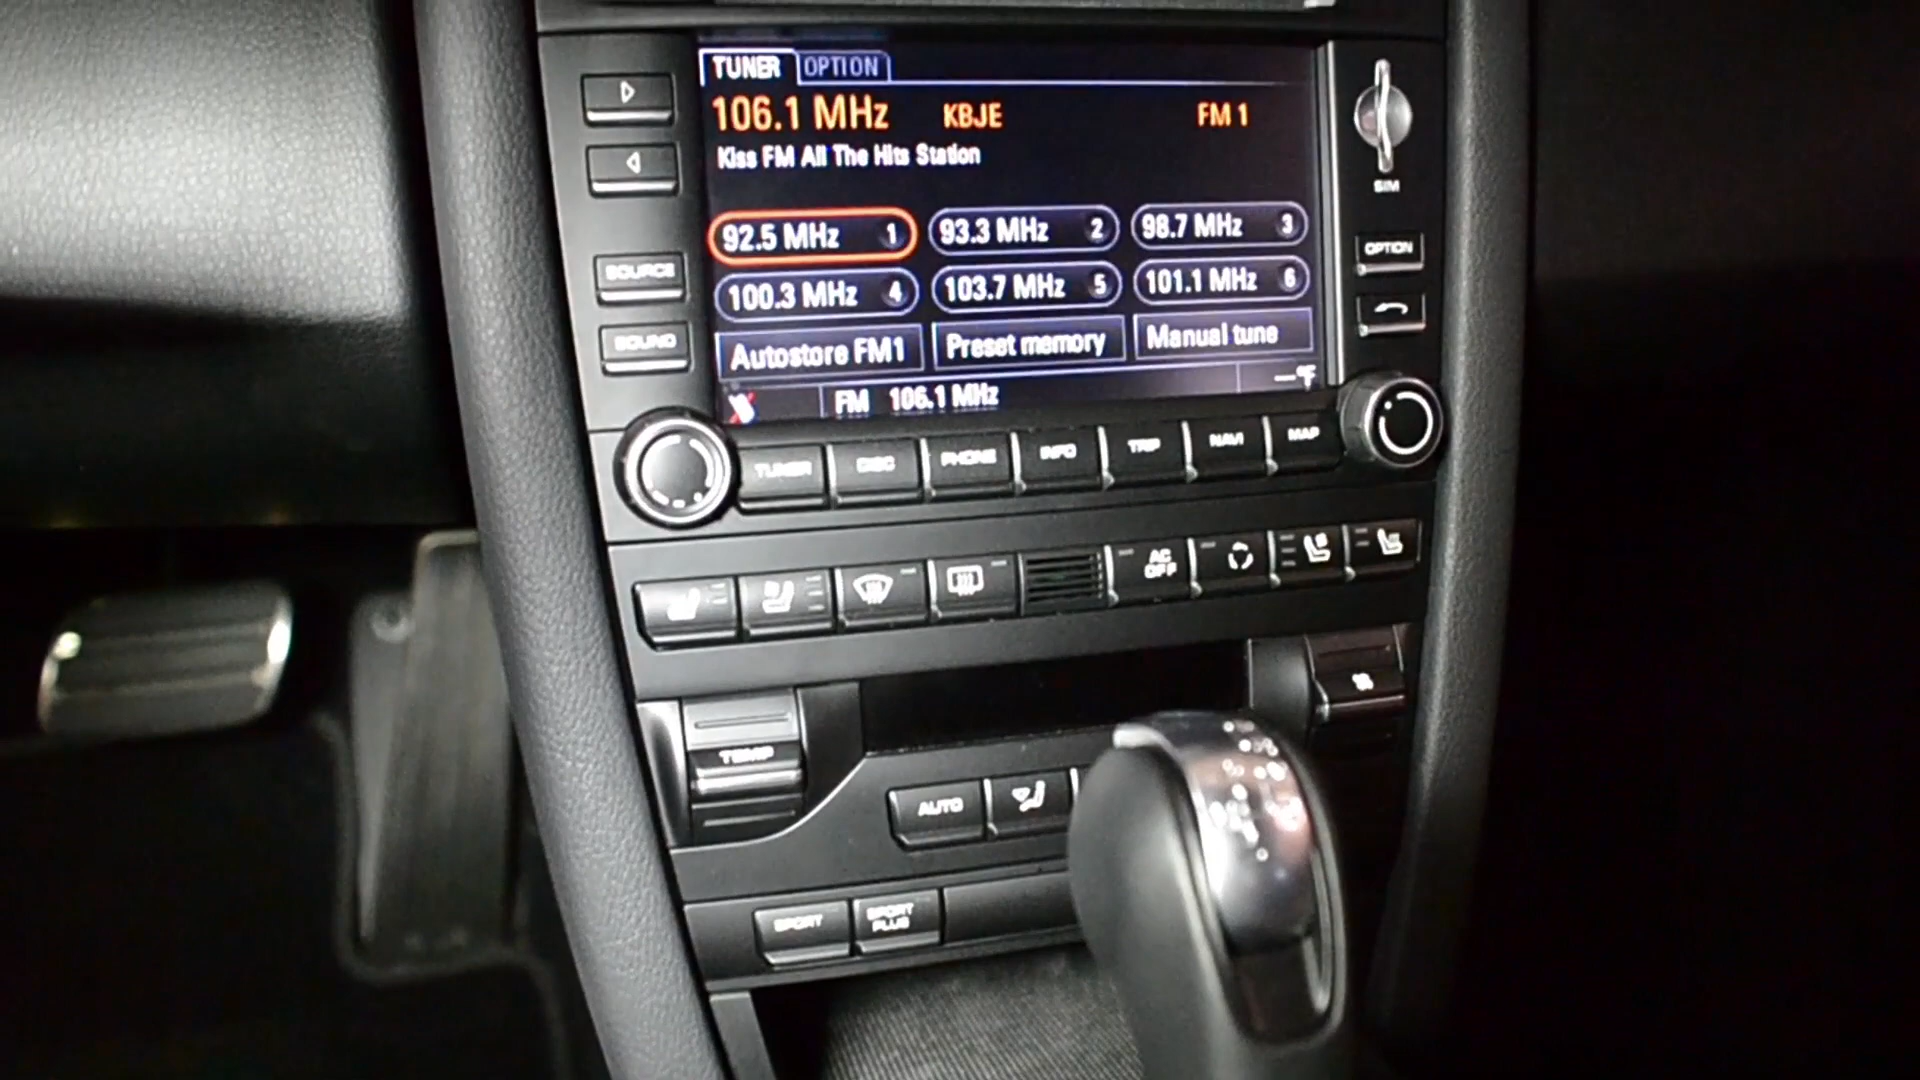 TUNER OPTION
106.1 MHz KBJE FM 1
Kiss FM All The Hits Station
92.5 MHz 1 93.3 MHz 2 98.7 MHz 3
100.3 MHz 4 103.7 MHz 5 101.1 MHz 6
Autostore FM1 Preset memory Manual tune
FM 106.1 MHz --- °F
SIM
SOURCE
OPTION
SOUND
TUNER DISC PHONE INFO TRIP NAVI MAP
AC
OFF
TEMP
AUTO
SPORT
SPORT
PLUS